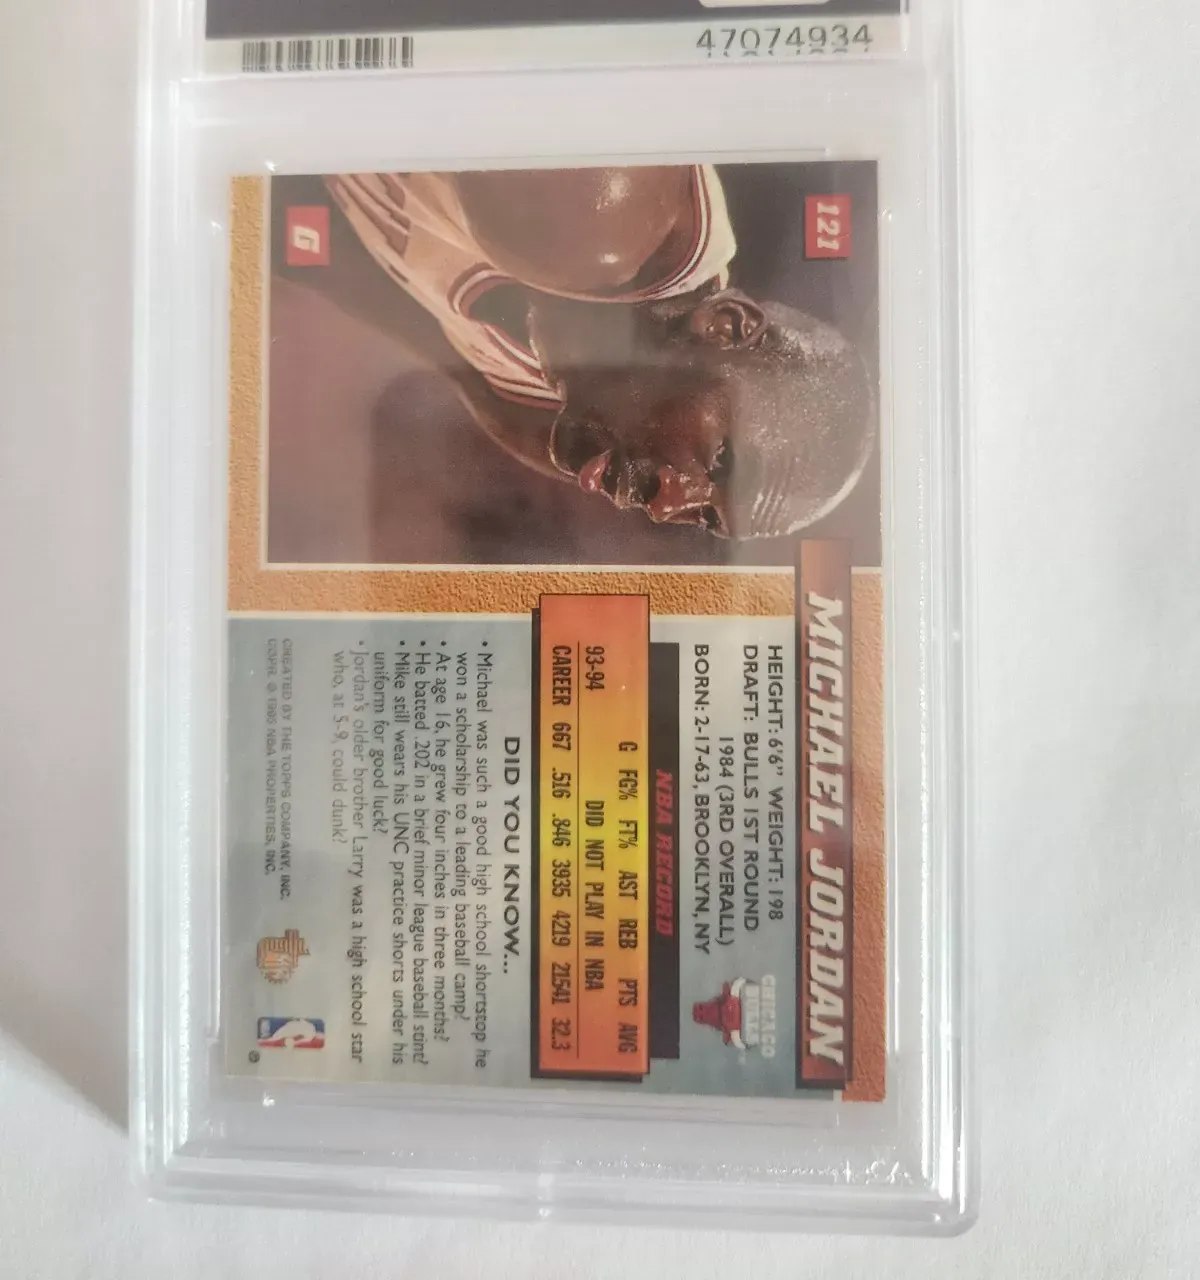 47074934
121
G
MICHAEL JORDAN
HEIGHT: 6'6" WEIGHT: 198
DRAFT: BULLS 1ST ROUND
1984 (3RD OVERALL)
BORN: 2-17-63, BROOKLYN, NY
CHICAGO
BULLS
NBA RECORD
G FG% FT% AST REB PTS AVG
93-94 DID NOT PLAY IN NBA
CAREER 667 .516 .846 3935 4219 21541 32.3
DID YOU KNOW...
• Michael was such a good high school shortstop he
won a scholarship to a leading baseball camp?
• At age 16, he grew four inches in three months?
• He batted .202 in a brief minor league baseball stint?
• Mike still wears his UNC practice shorts under his
uniform for good luck?
• Jordan's older brother Larry was a high school star
who, at 5-9, could dunk?
CREATED BY THE TOPPS COMPANY, INC.
COPR. © 1995 NBA PROPERTIES, INC.
®